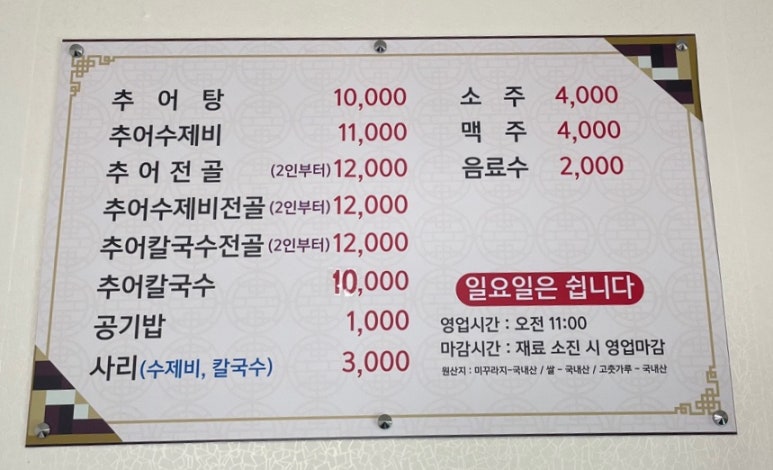 추 어 탕 10,000
추어수제비 11,000
추 어 전 골 (2인부터) 12,000
추어수제비전골 (2인부터) 12,000
추어칼국수전골 (2인부터) 12,000
추어칼국수 10,000
공기밥 1,000
사리(수제비, 칼국수) 3,000
소 주 4,000
맥 주 4,000
음료수 2,000
일요일은 쉽니다
영업시간 : 오전 11:00
마감시간 : 재료 소진 시 영업마감
원산지 : 미꾸라지-국내산 / 쌀 - 국내산 / 고춧가루 - 국내산